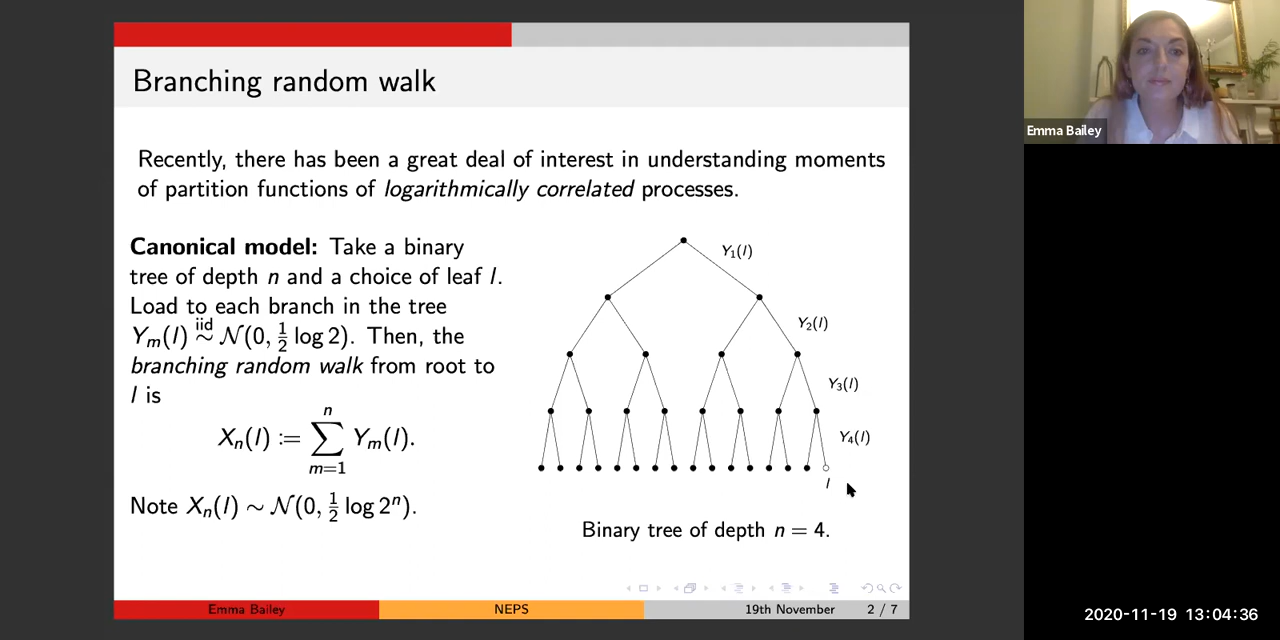 Branching random walk
Recently, there has been a great deal of interest in understanding moments
of partition functions of logarithmically correlated processes.
Canonical model: Take a binary
tree of depth n and a choice of leaf l.
Load to each branch in the tree
Y_m(l) iid ∼ 𝒩(0, ½ log 2). Then, the
branching random walk from root to
l is
X_n(l) := ∑_{m=1}^{n} Y_m(l).
Note X_n(l) ∼ 𝒩(0, ½ log 2^n).
Y_1(l)
Y_2(l)
Y_3(l)
Y_4(l)
l
Binary tree of depth n = 4.
Emma Bailey NEPS 19th November 2 / 7
Emma Bailey
2020-11-19 13:04:36